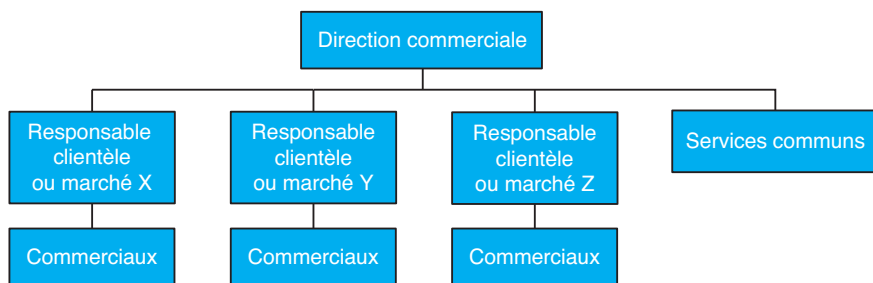 Direction commerciale
Responsable
clientèle
ou marché X
Responsable
clientèle
ou marché Y
Responsable
clientèle
ou marché Z
Services communs
Commerciaux
Commerciaux
Commerciaux